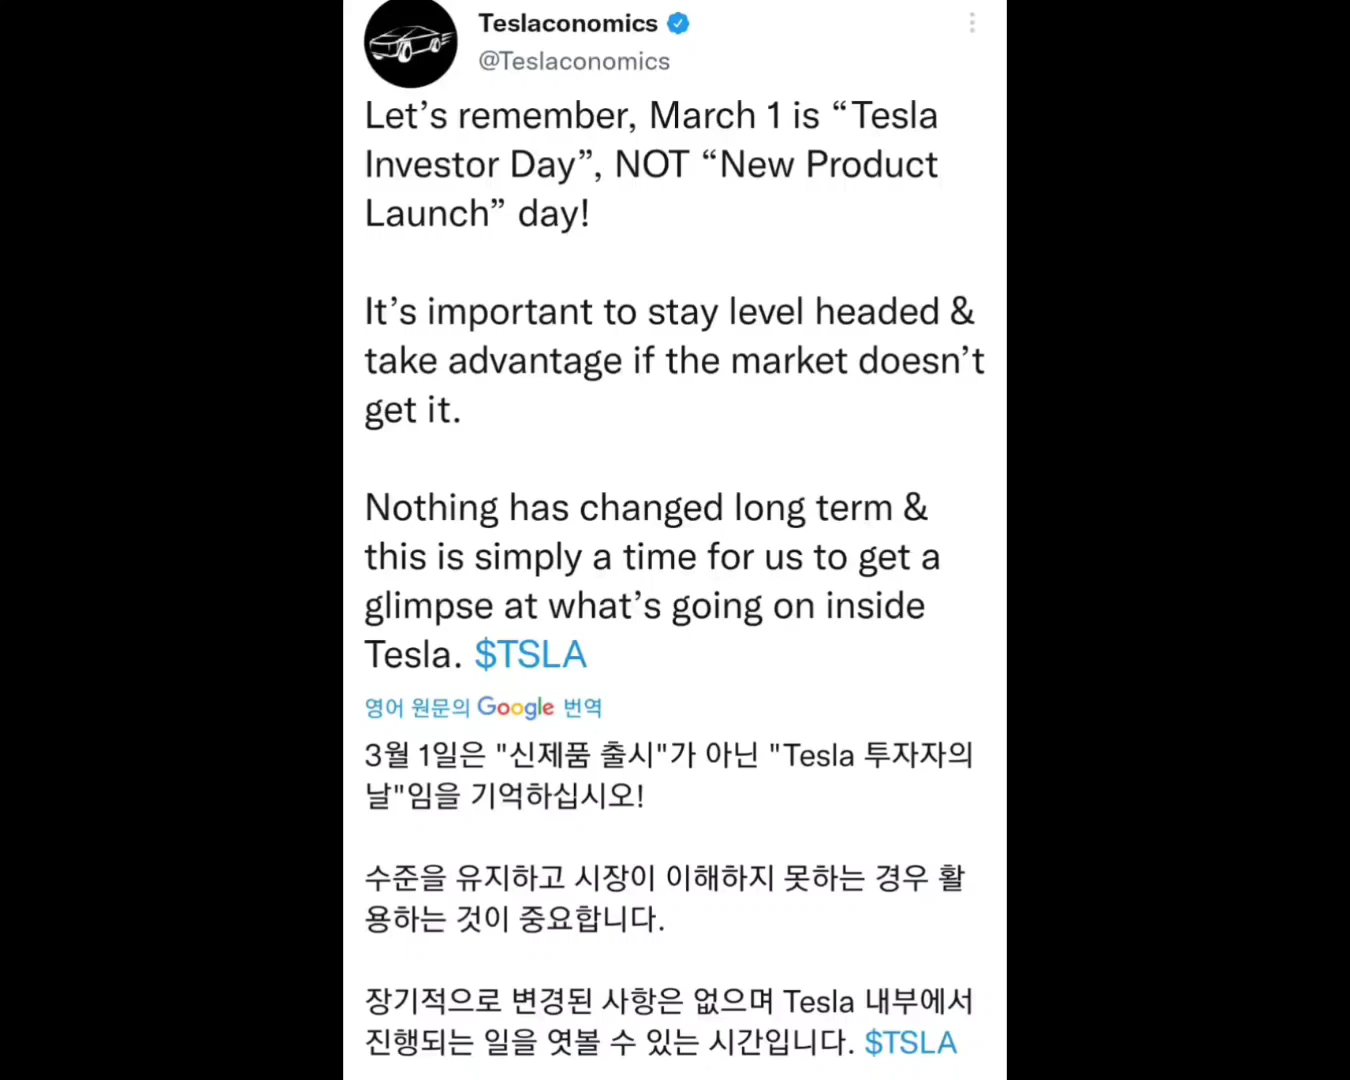 Teslaconomics
@Teslaconomics
Let’s remember, March 1 is “Tesla
Investor Day”, NOT “New Product
Launch” day!
It’s important to stay level headed &
take advantage if the market doesn’t
get it.
Nothing has changed long term &
this is simply a time for us to get a
glimpse at what’s going on inside
Tesla. $TSLA
영어 원문의 Google 번역
3월 1일은 "신제품 출시"가 아닌 "Tesla 투자자의
날"임을 기억하십시오!
수준을 유지하고 시장이 이해하지 못하는 경우 활
용하는 것이 중요합니다.
장기적으로 변경된 사항은 없으며 Tesla 내부에서
진행되는 일을 엿볼 수 있는 시간입니다. $TSLA